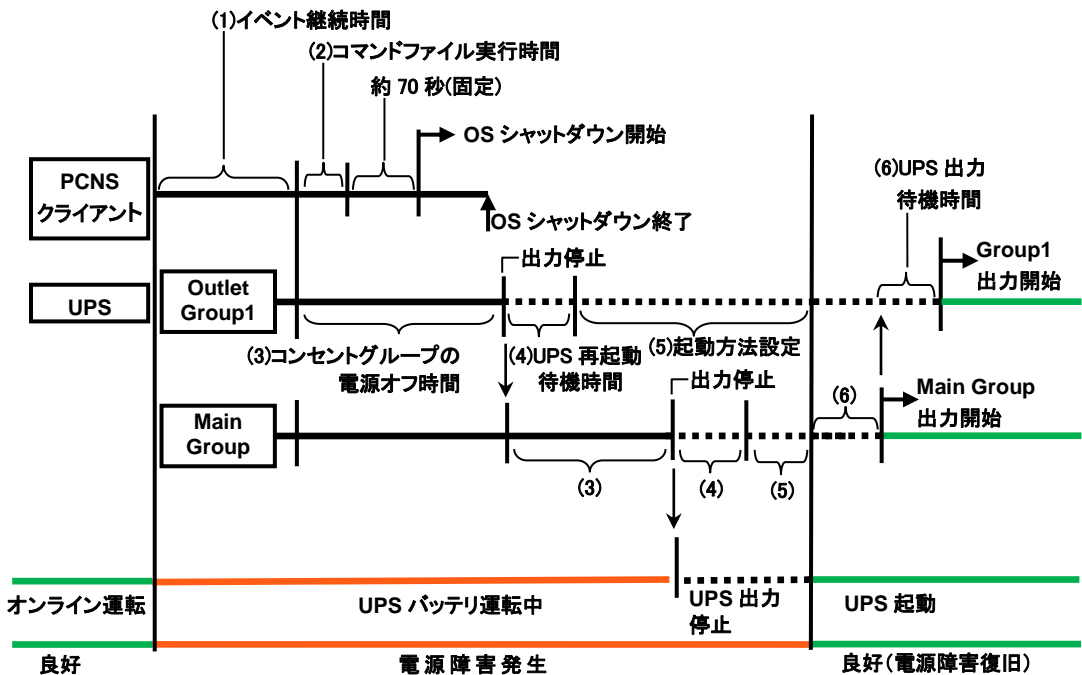 (1)イベント継続時間
(2)コマンドファイル実行時間
約 70 秒(固定)
OS シャットダウン開始
PCNS
クライアント
OS シャットダウン終了
(6)UPS 出力
待機時間
出力停止
Group1
出力開始
UPS
Outlet
Group1
(3)コンセントグループの
電源オフ時間
(4)UPS 再起動
待機時間
(5)起動方法設定
出力停止
Main
Group
(3)
(4)
(5)
(6)
Main Group
出力開始
オンライン運転
UPS バッテリ運転中
UPS 出力
停止
UPS 起動
良好
電源障害発生
良好(電源障害復旧)